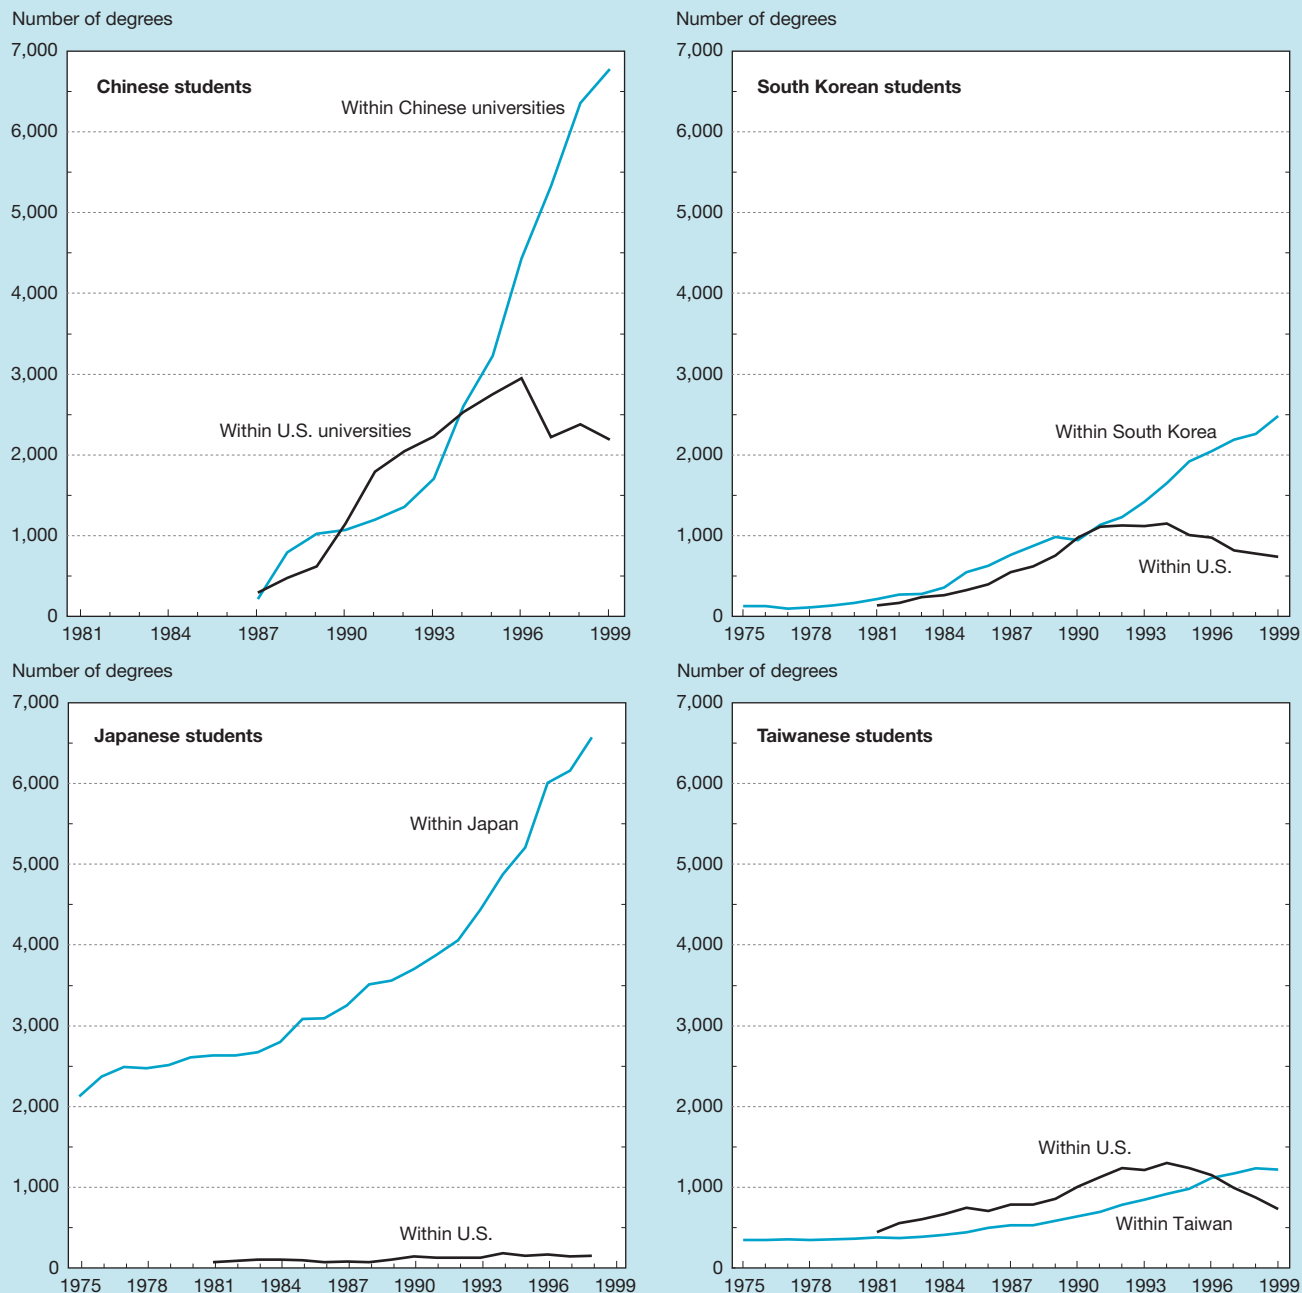 Number of degrees
7,000
Chinese students
Within Chinese universities
6,000
5,000
4,000
3,000
Within U.S. universities
2,000
1,000
0
1981 1984 1987 1990 1993 1996 1999
Number of degrees
7,000
South Korean students
6,000
5,000
4,000
3,000
Within South Korea
2,000
1,000
Within U.S.
0
1975 1978 1981 1984 1987 1990 1993 1996 1999
Number of degrees
7,000
Japanese students
6,000
Within Japan
5,000
4,000
3,000
2,000
1,000
Within U.S.
0
1975 1978 1981 1984 1987 1990 1993 1996 1999
Number of degrees
7,000
Taiwanese students
6,000
5,000
4,000
3,000
2,000
Within U.S.
1,000
Within Taiwan
0
1975 1978 1981 1984 1987 1990 1993 1996 1999